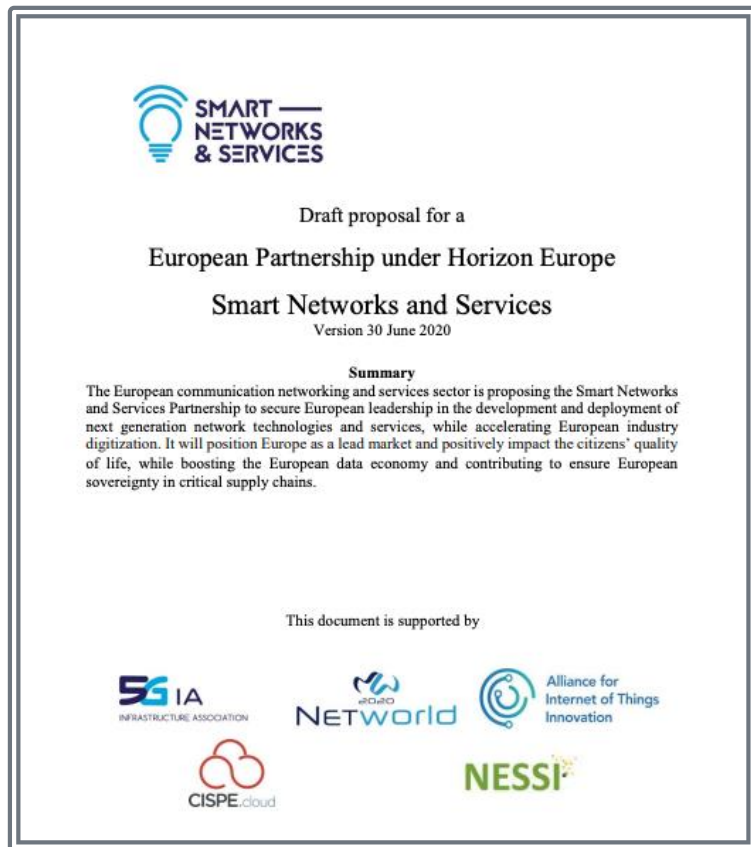 SMART
NETWORKS
& SERVICES
Draft proposal for a
European Partnership under Horizon Europe
Smart Networks and Services
Version 30 June 2020
Summary
The European communication networking and services sector is proposing the Smart Networks
and Services Partnership to secure European leadership in the development and deployment of
next generation network technologies and services, while accelerating European industry
digitization. It will position Europe as a lead market and positively impact the citizens’ quality
of life, while boosting the European data economy and contributing to ensure European
sovereignty in critical supply chains.
This document is supported by
5G IA
INFRASTRUCTURE ASSOCIATION
2020
NETWorld
Alliance for
Internet of Things
Innovation
CISPE.cloud
NESSI